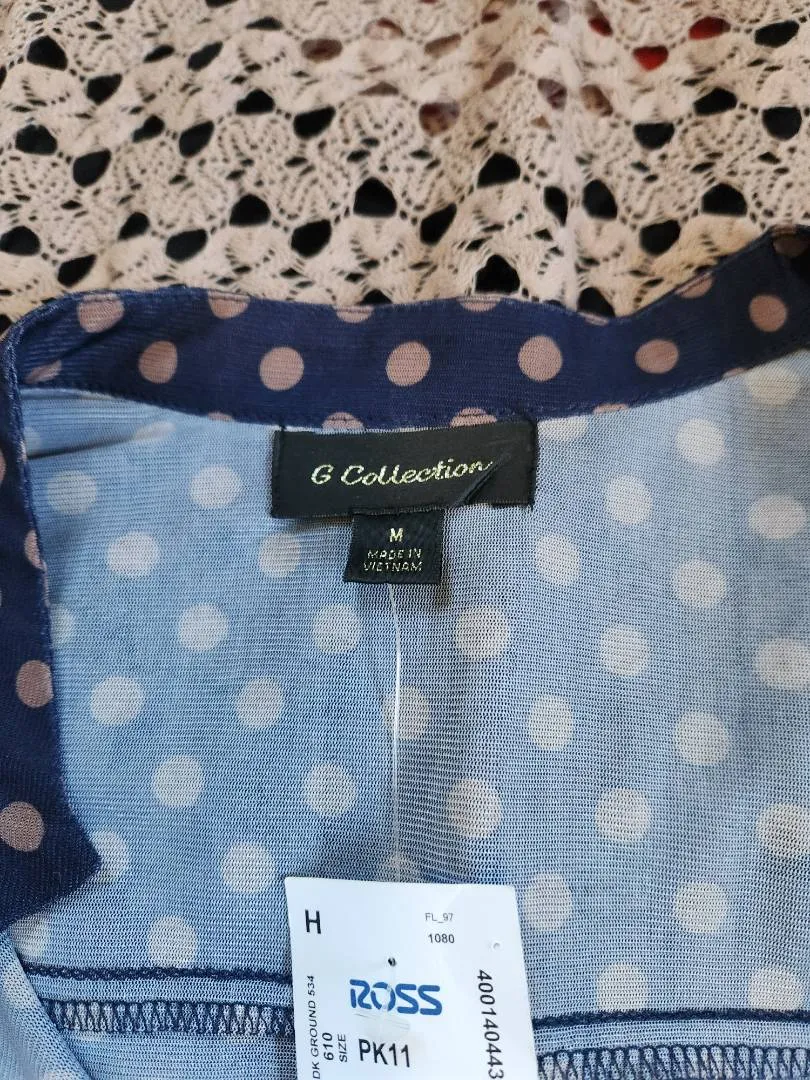 G Collection
M
MADE IN
VIETNAM
H
FL_97
1080
ROSS
DK GROUND 534
610
SIZE
PK11
400140443